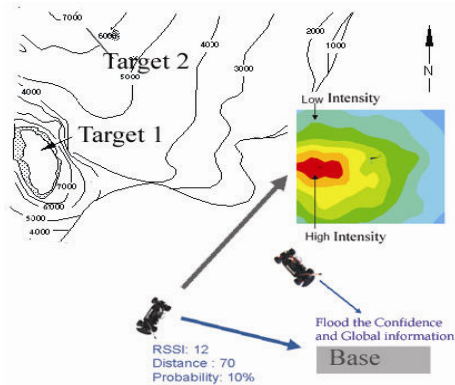 7000
6000
Target 2
5000
4000
3000
2000
1000
N
4000
Target 1
7000
6000
5000
4000
Low Intensity
High Intensity
RSSI: 12
Distance : 70
Probability: 10%
Flood the Confidence
and Global information
Base